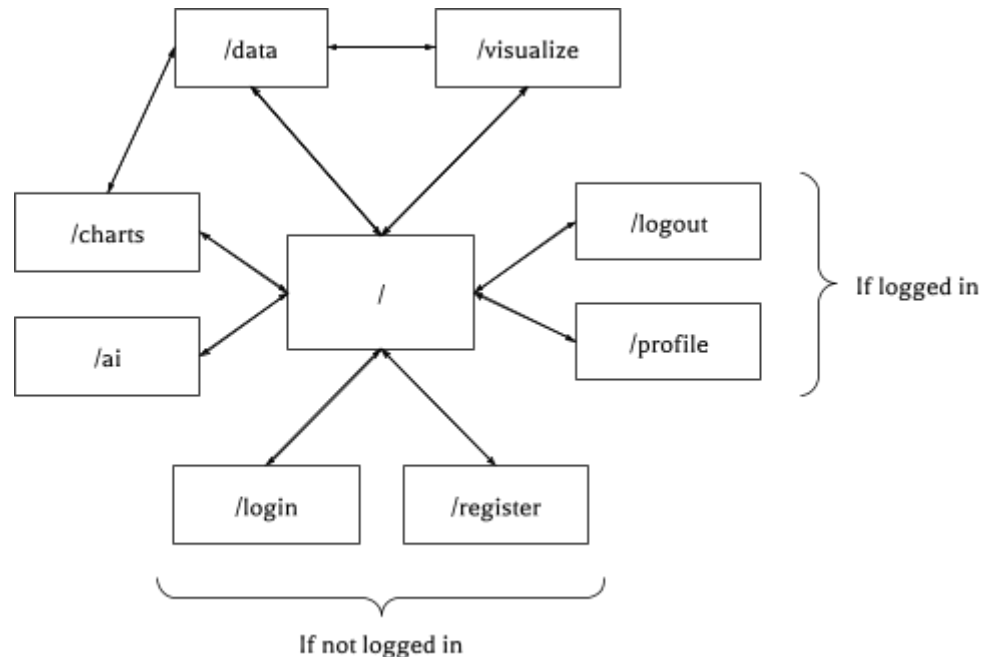 /data
/visualize
/charts
/logout
/
If logged in
/ai
/profile
/login
/register
If not logged in